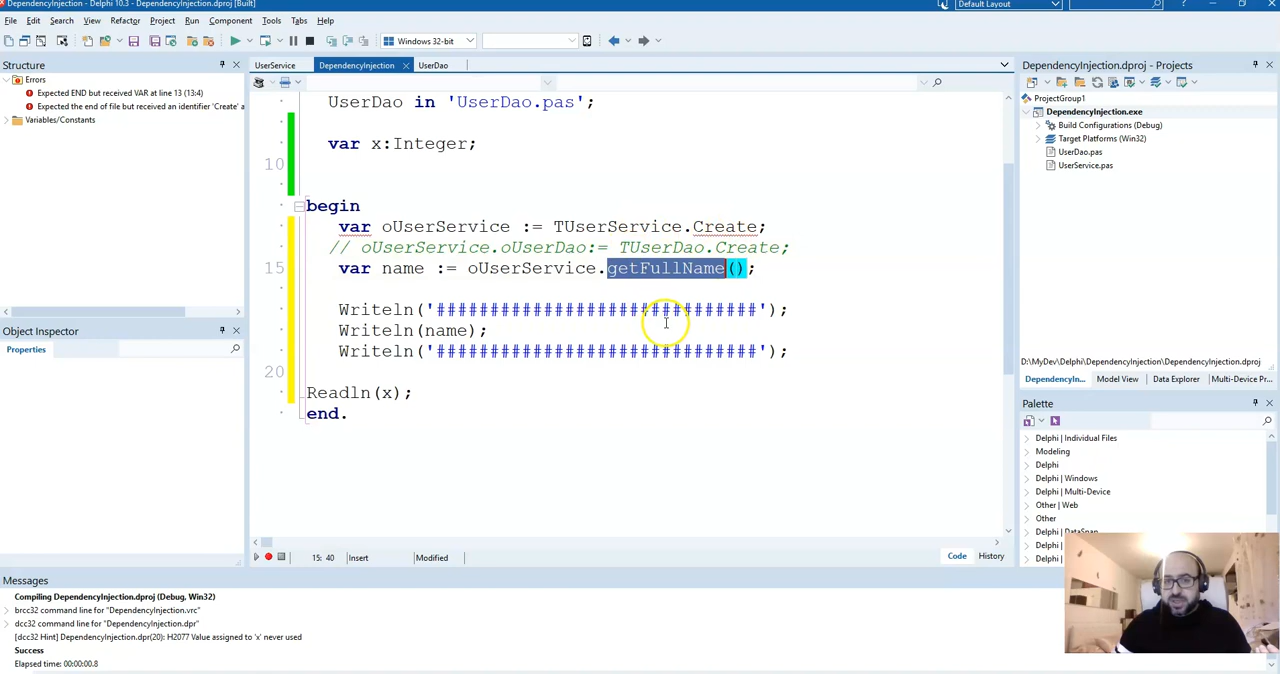 DependencyInjection - Delphi 10.3 - DependencyInjection.dproj [Built]
Default Layout
File Edit Search View Refactor Project Run Component Tools Tabs Help
Windows 32-bit
Structure
Errors
Expected END but received VAR at line 13 (13:4)
Expected the end of file but received an identifier 'Create' a
Variables/Constants
Object Inspector
Properties
UserService DependencyInjection UserDao
UserDao in 'UserDao.pas';
var x:Integer;
10
begin
var oUserService := TUserService.Create;
// oUserService.oUserDao:= TUserDao.Create;
15 var name := oUserService.getFullName();
Writeln('##############################');
Writeln(name);
Writeln('##############################');
20
Readln(x);
end.
15: 40 Insert Modified Code History
DependencyInjection.dproj - Projects
ProjectGroup1
DependencyInjection.exe
Build Configurations (Debug)
Target Platforms (Win32)
UserDao.pas
UserService.pas
D:\MyDev\Delphi\DependencyInjection\DependencyInjection.dproj
DependencyIn... Model View Data Explorer Multi-Device Pr...
Palette
Delphi | Individual Files
Modeling
Delphi
Delphi | Windows
Delphi | Multi-Device
Other | Web
Other
Delphi | DataSnap
Delphi |
Delphi |
Messages
Compiling DependencyInjection.dproj (Debug, Win32)
brcc32 command line for "DependencyInjection.vrc"
dcc32 command line for "DependencyInjection.dpr"
[dcc32 Hint] DependencyInjection.dpr(20): H2077 Value assigned to 'x' never used
Success
Elapsed time: 00:00:00.8